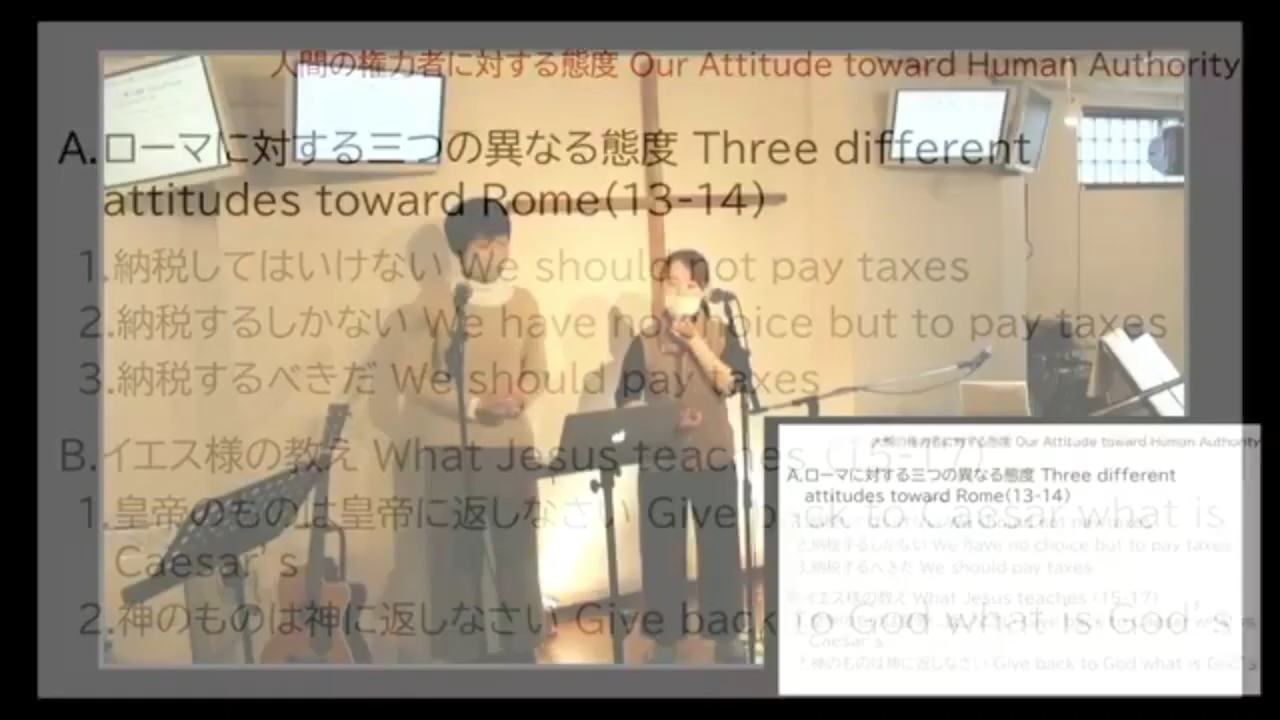 人間の権力者に対する態度 Our Attitude toward Human Authority
A.ローマに対する三つの異なる態度 Three different
attitudes toward Rome(13-14)
1.納税してはいけない We should not pay taxes
2.納税するしかない We have no choice but to pay taxes
3.納税するべきだ We should pay taxes
B.イエス様の教え What Jesus teaches (15-17)
1.皇帝のものは皇帝に返しなさい Give back to Caesar what is
Caesar’s
2.神のものは神に返しなさい Give back to God what is God’s
人間の権力者に対する態度 Our Attitude toward Human Authority
A.ローマに対する三つの異なる態度 Three different
attitudes toward Rome(13-14)
2.納税するしかない We have no choice but to pay taxes
3.納税するべきだ We should pay taxes
イエス様の教え What Jesus teaches (15-17)
Caesar’s
2.神のものは神に返しなさい Give back to God what is God’s